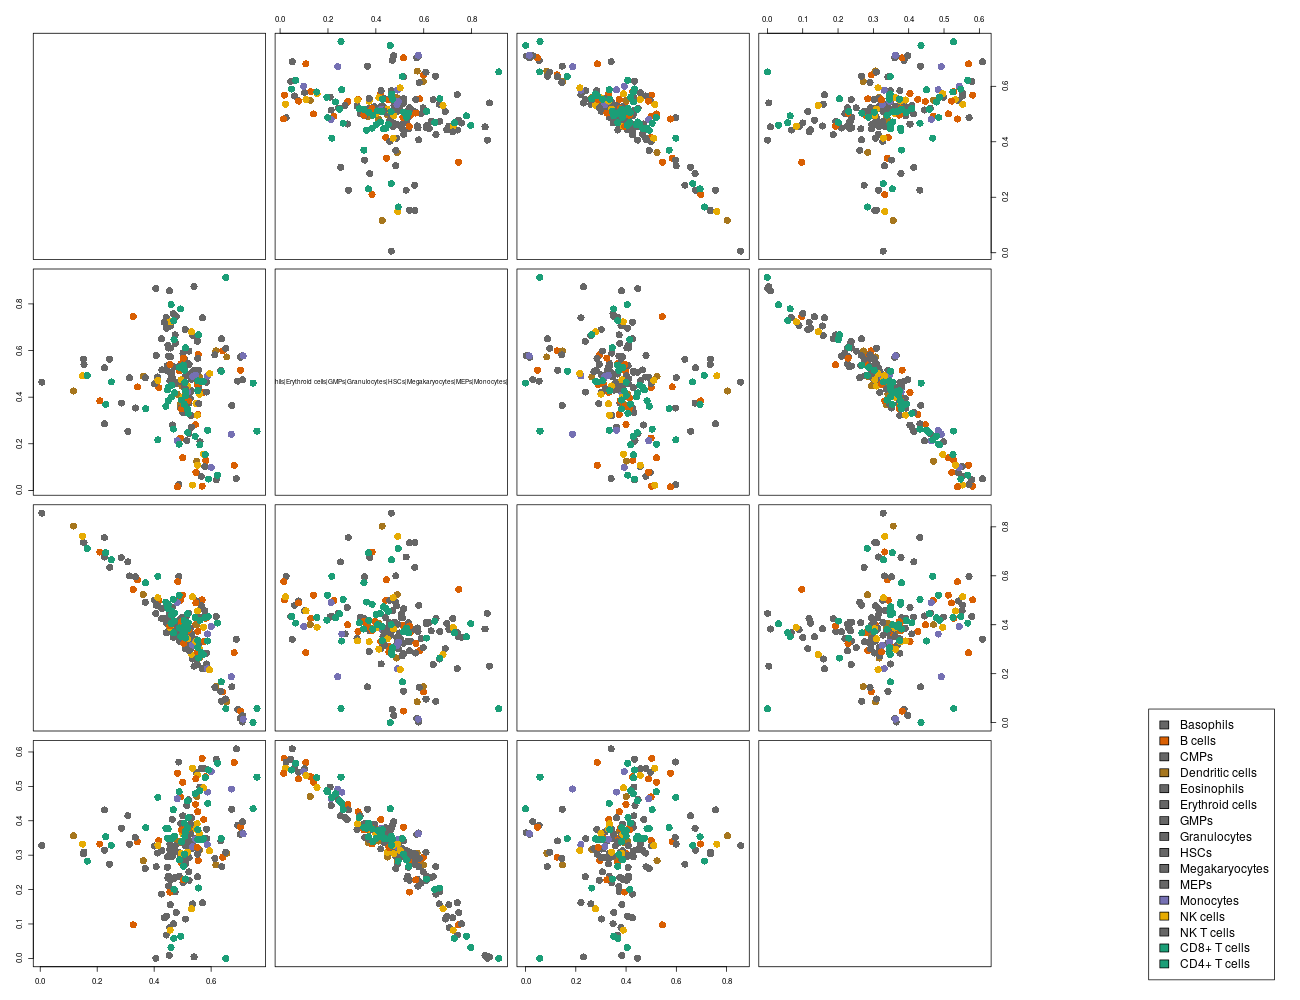 0.0 0.2 0.4 0.6 0.8
0.0 0.1 0.2 0.3 0.4 0.5 0.6
0.0 0.2 0.4 0.6
0.0 0.2 0.4 0.6 0.8
hils|Erythroid cells|GMPs|Granulocytes|HSCs|Megakaryocytes|MEPs|Monocytes|
0.0 0.2 0.4 0.6 0.8
0.0 0.1 0.2 0.3 0.4 0.5 0.6
0.0 0.2 0.4 0.6
0.0 0.2 0.4 0.6 0.8
Basophils
B cells
CMPs
Dendritic cells
Eosinophils
Erythroid cells
GMPs
Granulocytes
HSCs
Megakaryocytes
MEPs
Monocytes
NK cells
NK T cells
CD8+ T cells
CD4+ T cells